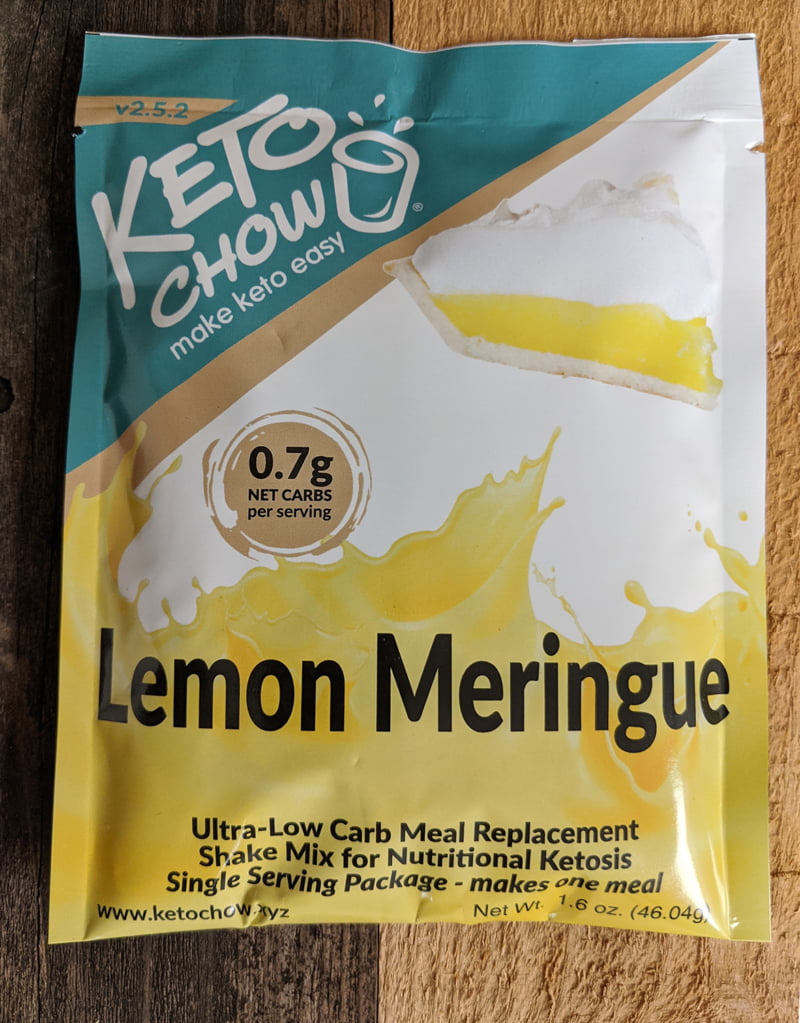 v2.5.2
KETO
CHOW®
make keto easy
0.7g
NET CARBS
per serving
Lemon Meringue
Ultra-Low Carb Meal Replacement
Shake Mix for Nutritional Ketosis
Single Serving Package - makes one meal
www.ketochow.xyz
Net Wt. 1.6 oz. (46.04g)